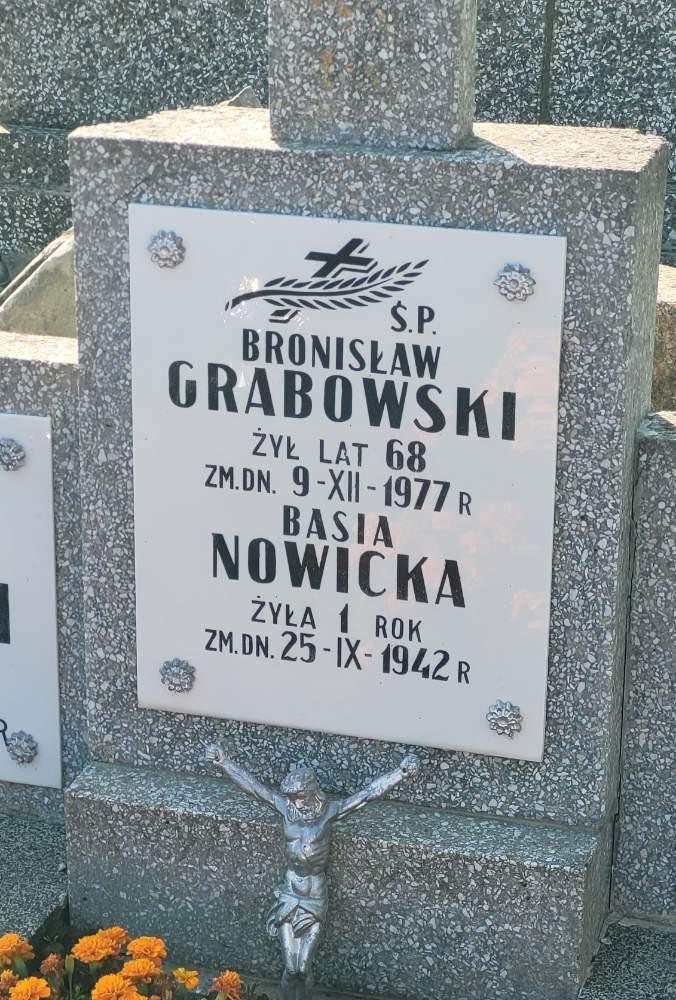 Ś.P.
BRONISŁAW
GRABOWSKI
ŻYŁ LAT 68
ZM.DN. 9-XII-1977 R
BASIA
NOWICKA
ŻYŁA 1 ROK
ZM.DN. 25-IX-1942 R